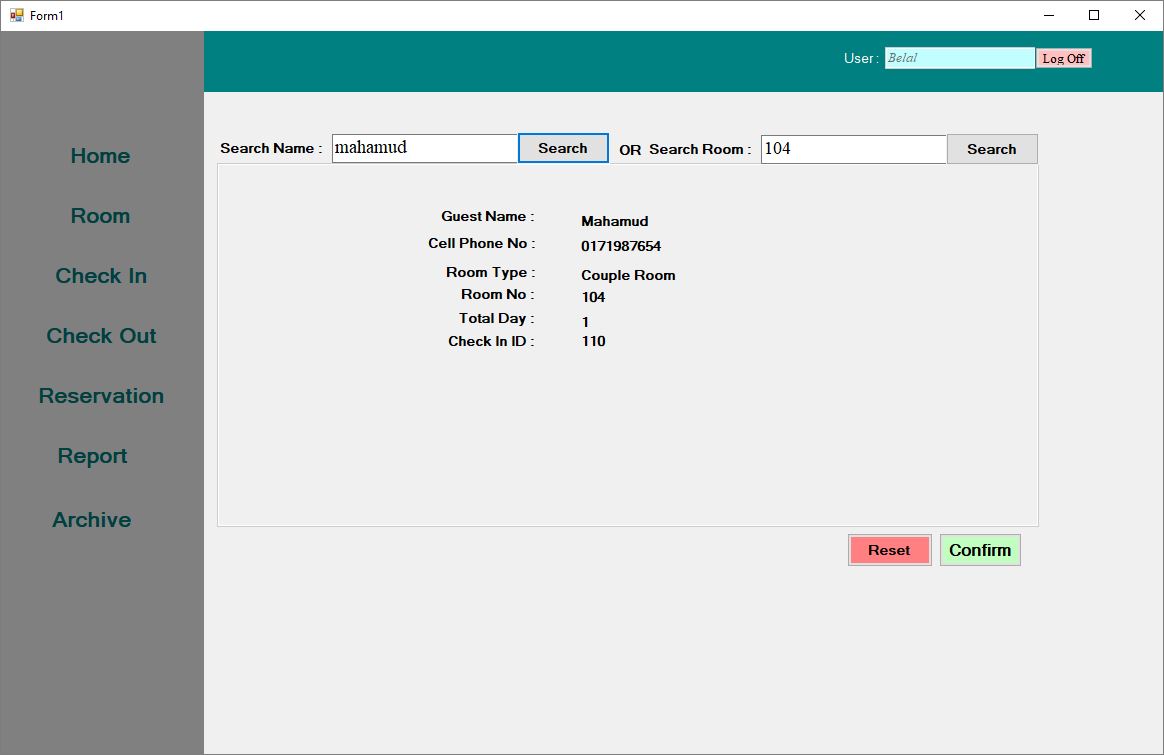 Form1
User : Belal Log Off
Home
Room
Check In
Check Out
Reservation
Report
Archive
Search Name : mahamud Search OR Search Room : 104 Search
Guest Name : Mahamud
Cell Phone No : 0171987654
Room Type : Couple Room
Room No : 104
Total Day : 1
Check In ID : 110
Reset Confirm